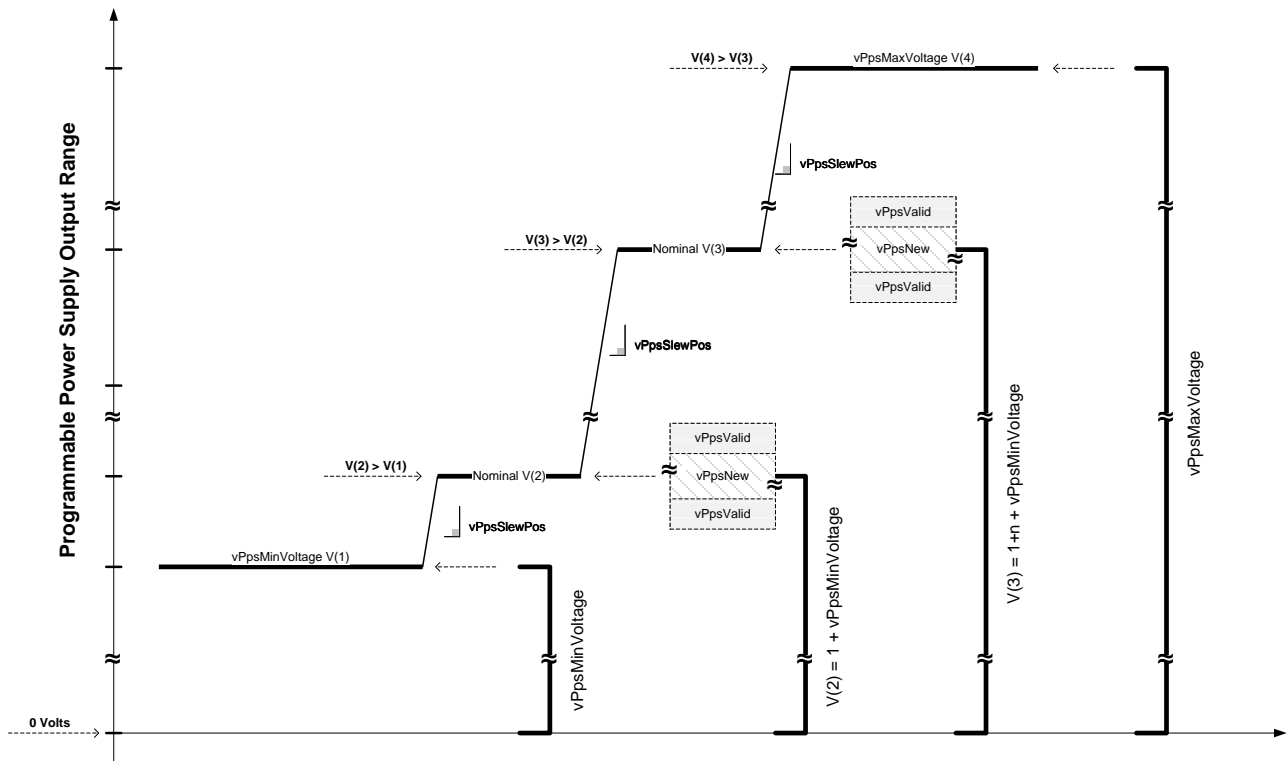 Programmable Power Supply Output Range
V(4) > V(3)
vPpsMaxVoltage V(4)
vPpsSlewPos
vPpsValid
V(3) > V(2)
Nominal V(3)
vPpsNew
vPpsValid
vPpsSlewPos
vPpsMaxVoltage
vPpsValid
V(2) > V(1)
Nominal V(2)
vPpsNew
vPpsValid
vPpsSlewPos
V(3) = 1+n + vPpsMinVoltage
vPpsMinVoltage V(1)
vPpsMinVoltage
V(2) = 1 + vPpsMinVoltage
0 Volts